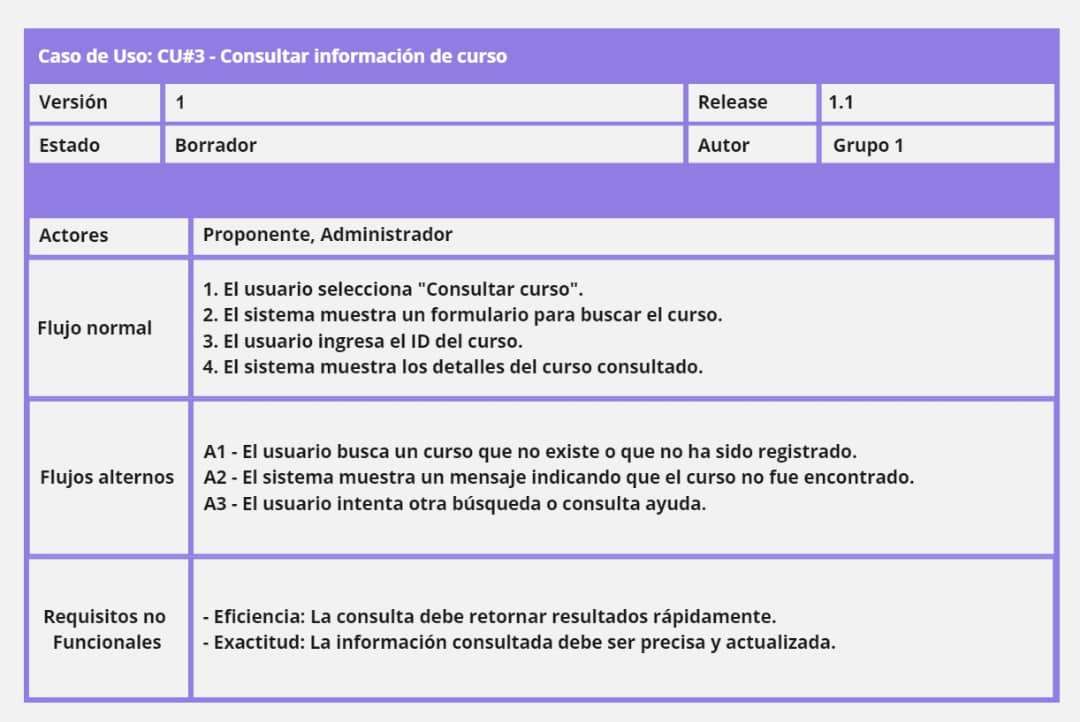 Caso de Uso: CU#3 - Consultar información de curso
Versión 1 Release 1.1
Estado Borrador Autor Grupo 1
Actores Proponente, Administrador
Flujo normal
1. El usuario selecciona "Consultar curso".
2. El sistema muestra un formulario para buscar el curso.
3. El usuario ingresa el ID del curso.
4. El sistema muestra los detalles del curso consultado.
Flujos alternos
A1 - El usuario busca un curso que no existe o que no ha sido registrado.
A2 - El sistema muestra un mensaje indicando que el curso no fue encontrado.
A3 - El usuario intenta otra búsqueda o consulta ayuda.
Requisitos no
Funcionales
- Eficiencia: La consulta debe retornar resultados rápidamente.
- Exactitud: La información consultada debe ser precisa y actualizada.